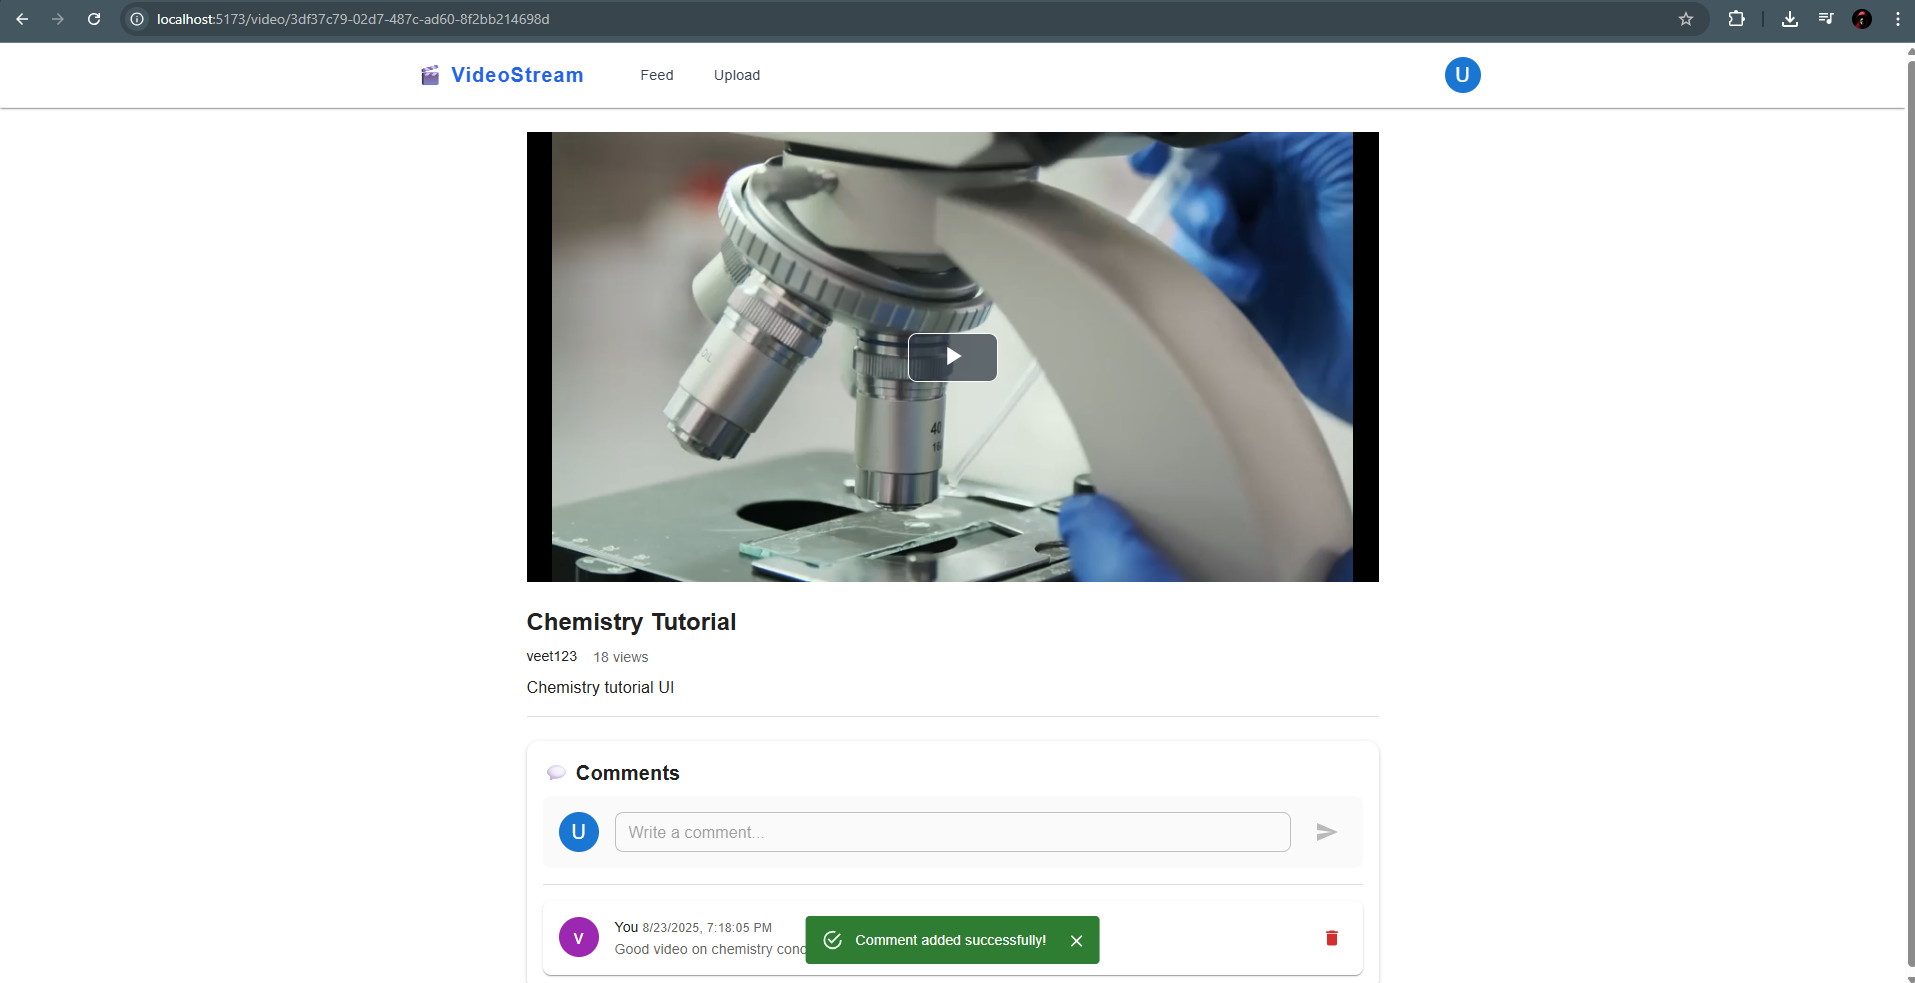 localhost:5173/video/3df37c79-02d7-487c-ad60-8f2bb214698d
VideoStream Feed Upload U
40
Chemistry Tutorial
veet123 18 views
Chemistry tutorial UI
Comments
U Write a comment...
v You 8/23/2025, 7:18:05 PM
Good video on chemistry
Comment added successfully!